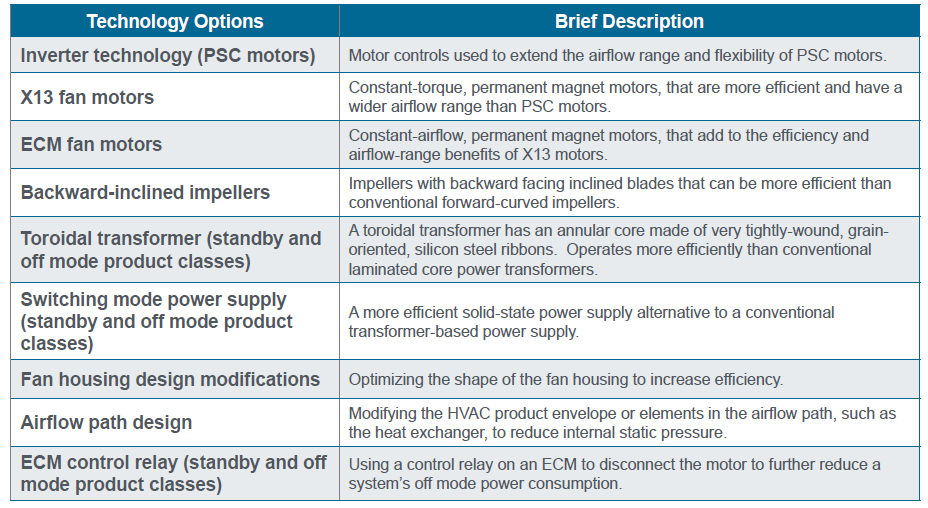 Technology Options
Brief Description
Inverter technology (PSC motors)
Motor controls used to extend the airflow range and flexibility of PSC motors.
X13 fan motors
Constant-torque, permanent magnet motors, that are more efficient and have a
wider airflow range than PSC motors.
ECM fan motors
Constant-airflow, permanent magnet motors, that add to the efficiency and
airflow-range benefits of X13 motors.
Backward-inclined impellers
Impellers with backward facing inclined blades that can be more efficient than
conventional forward-curved impellers.
Toroidal transformer (standby and
off mode product classes)
A toroidal transformer has an annular core made of very tightly-wound, grain-
oriented, silicon steel ribbons.  Operates more efficiently than conventional
laminated core power transformers.
Switching mode power supply
(standby and off mode product
classes)
A more efficient solid-state power supply alternative to a conventional
transformer-based power supply.
Fan housing design modifications
Optimizing the shape of the fan housing to increase efficiency.
Airflow path design
Modifying the HVAC product envelope or elements in the airflow path, such as
the heat exchanger, to reduce internal static pressure.
ECM control relay (standby and off
mode product classes)
Using a control relay on an ECM to disconnect the motor to further reduce a
system's off mode power consumption.